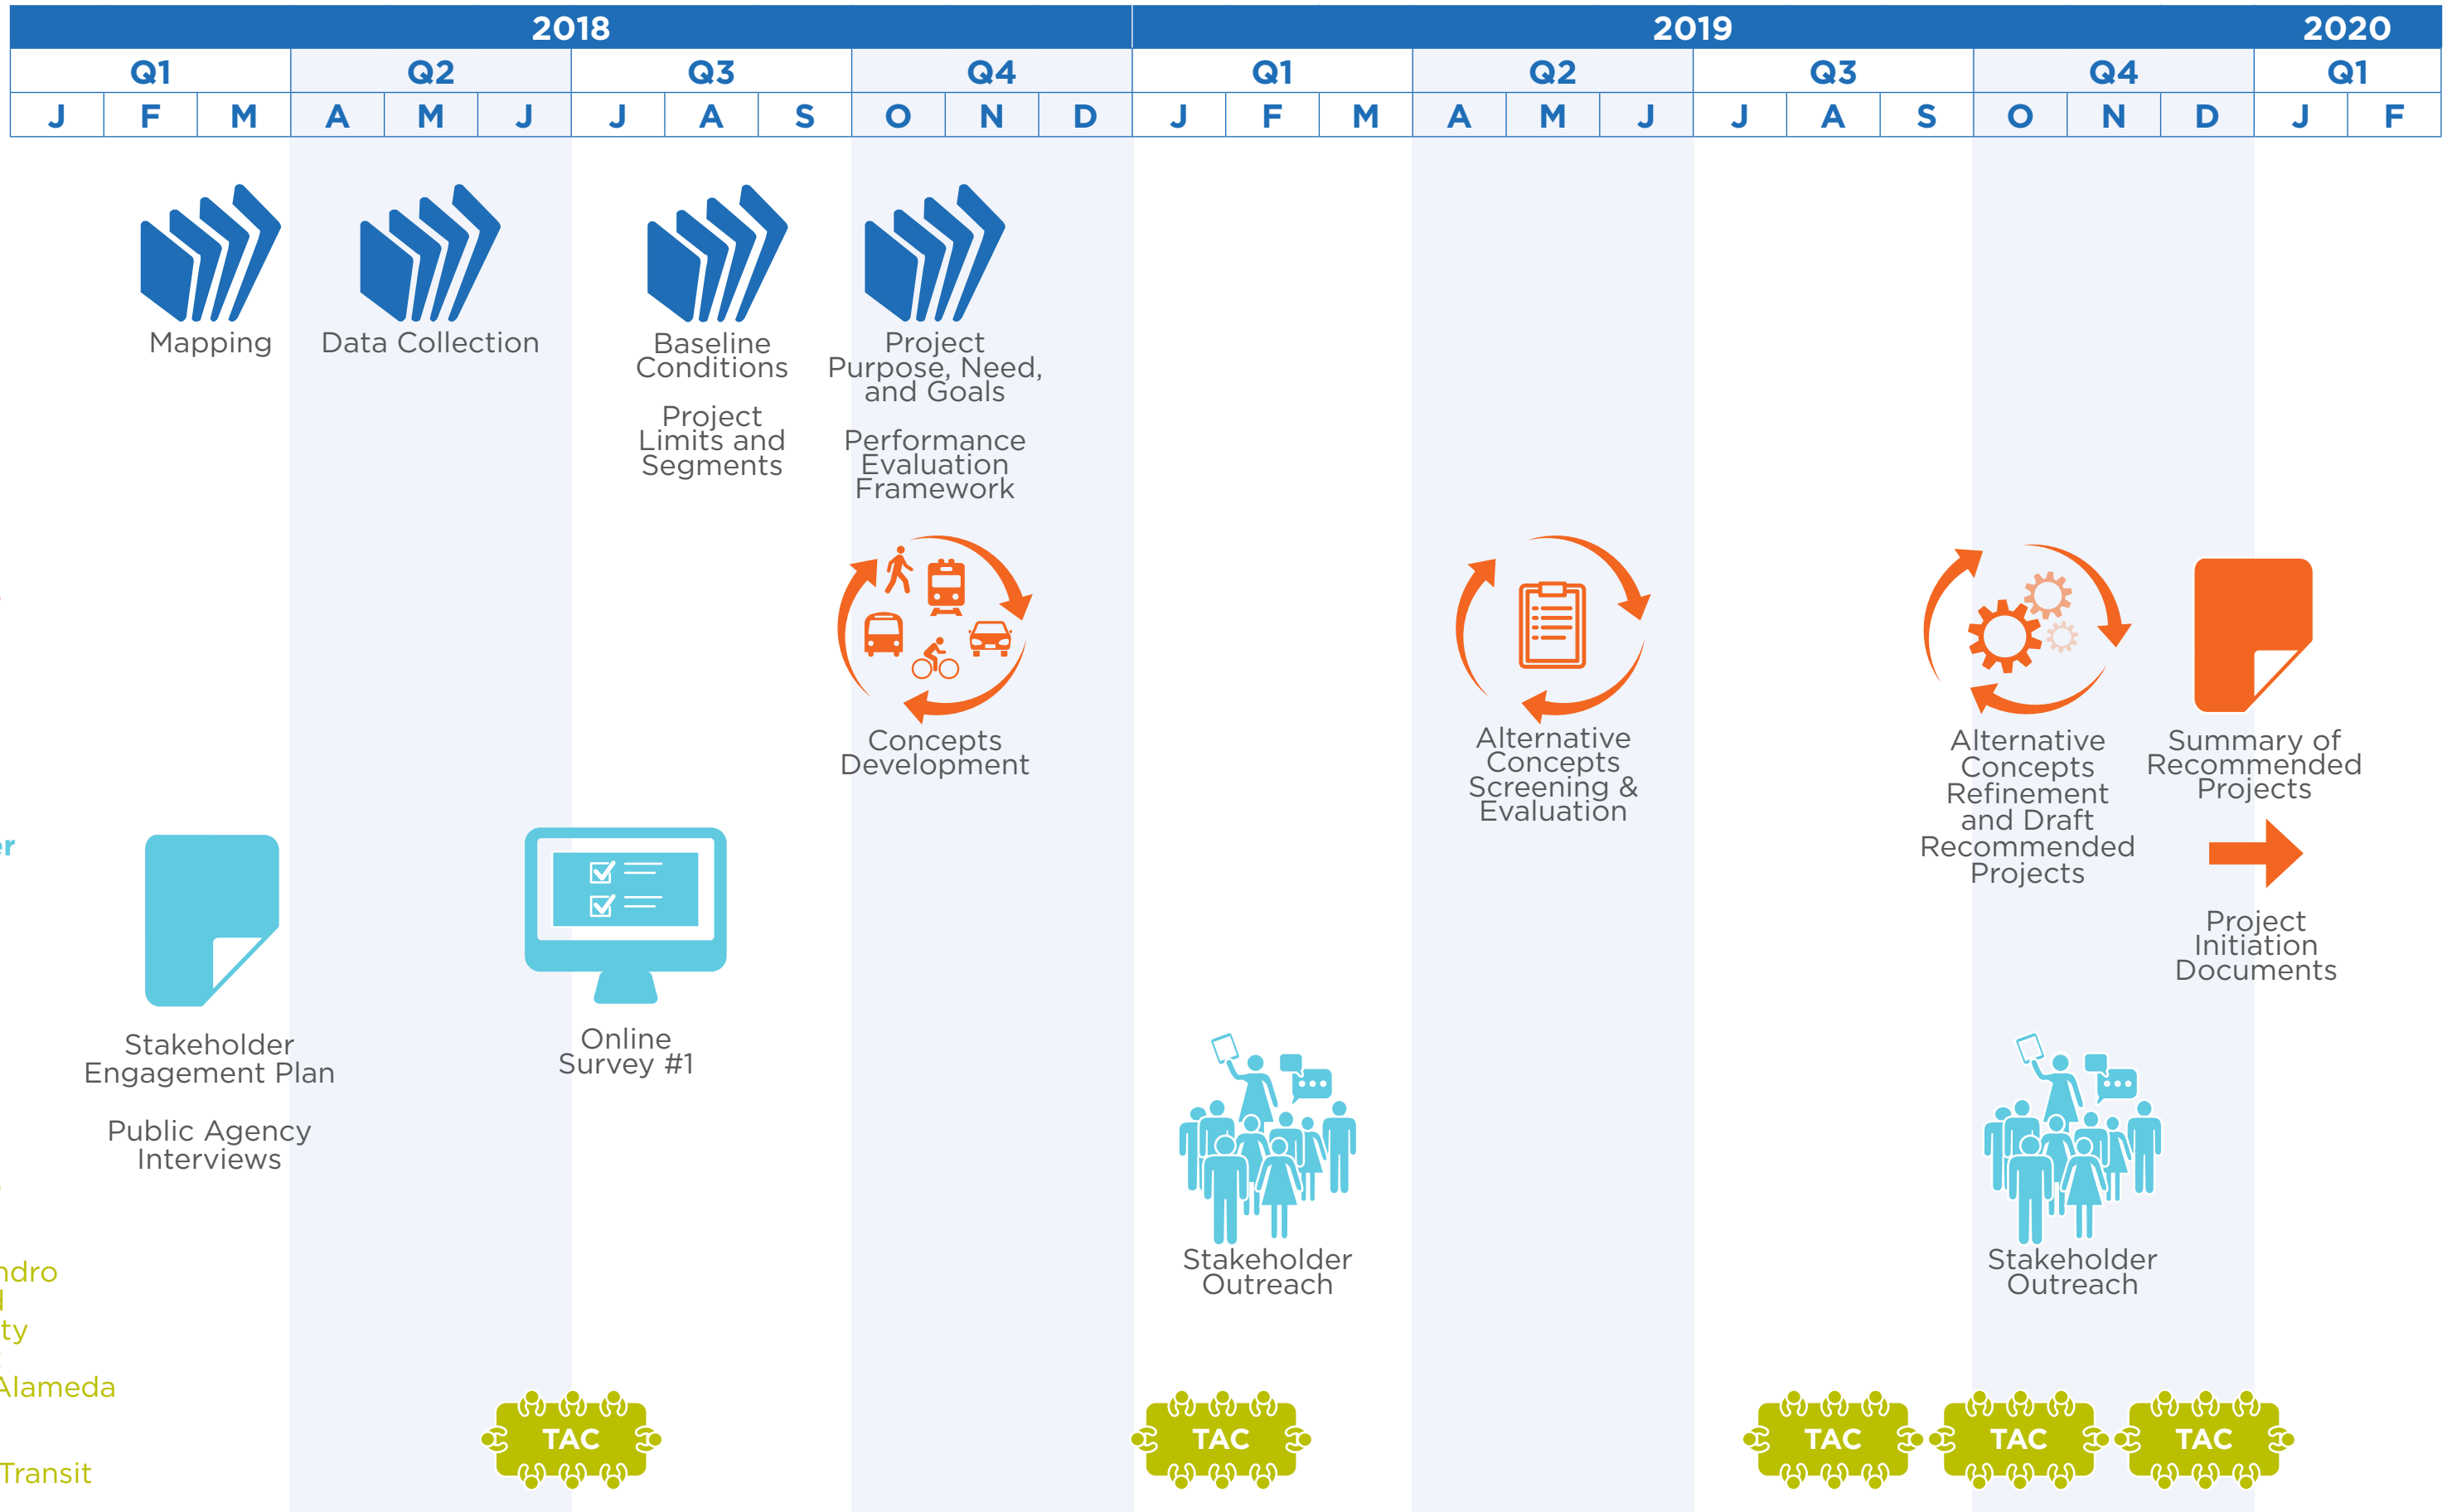 2018 2019 2020
Q1 Q2 Q3 Q4 Q1 Q2 Q3 Q4 Q1
J F M A M J J A S O N D J F M A M J J A S O N D J F
Mapping
Data Collection
Baseline
Conditions
Project
Limits and
Segments
Project
Purpose, Need,
and Goals
Performance
Evaluation
Framework
Concepts
Development
Alternative
Concepts
Screening &
Evaluation
Alternative
Concepts
Refinement
and Draft
Recommended
Projects
Summary of
Recommended
Projects
Project
Initiation
Documents
er
Stakeholder
Engagement Plan
Public Agency
Interviews
Online
Survey #1
Stakeholder
Outreach
Stakeholder
Outreach
ndro
ty
Alameda
Transit
TAC TAC TAC TAC TAC